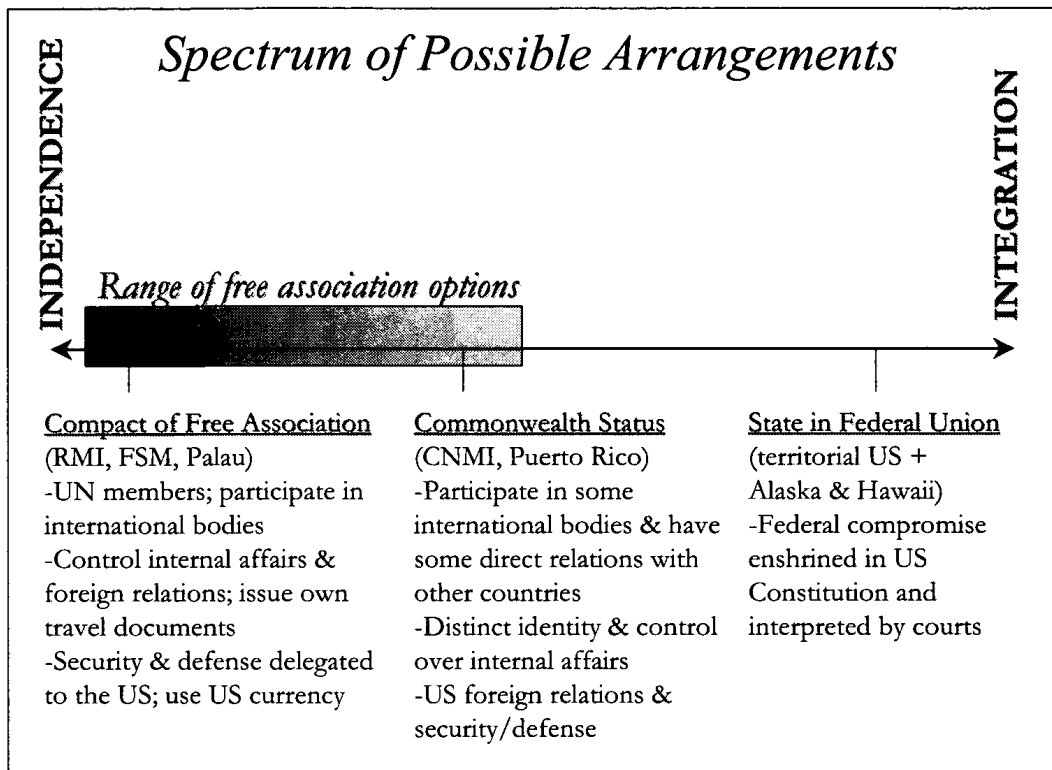 Spectrum of Possible Arrangements
INDEPENDENCE
INTEGRATION
Range of free association options
Compact of Free Association
(RMI, FSM, Palau)
-UN members; participate in
international bodies
-Control internal affairs &
foreign relations; issue own
travel documents
-Security & defense delegated
to the US; use US currency
Commonwealth Status
(CNMI, Puerto Rico)
-Participate in some
international bodies & have
some direct relations with
other countries
-Distinct identity & control
over internal affairs
-US foreign relations &
security/defense
State in Federal Union
(territorial US +
Alaska & Hawaii)
-Federal compromise
enshrined in US
Constitution and
interpreted by courts